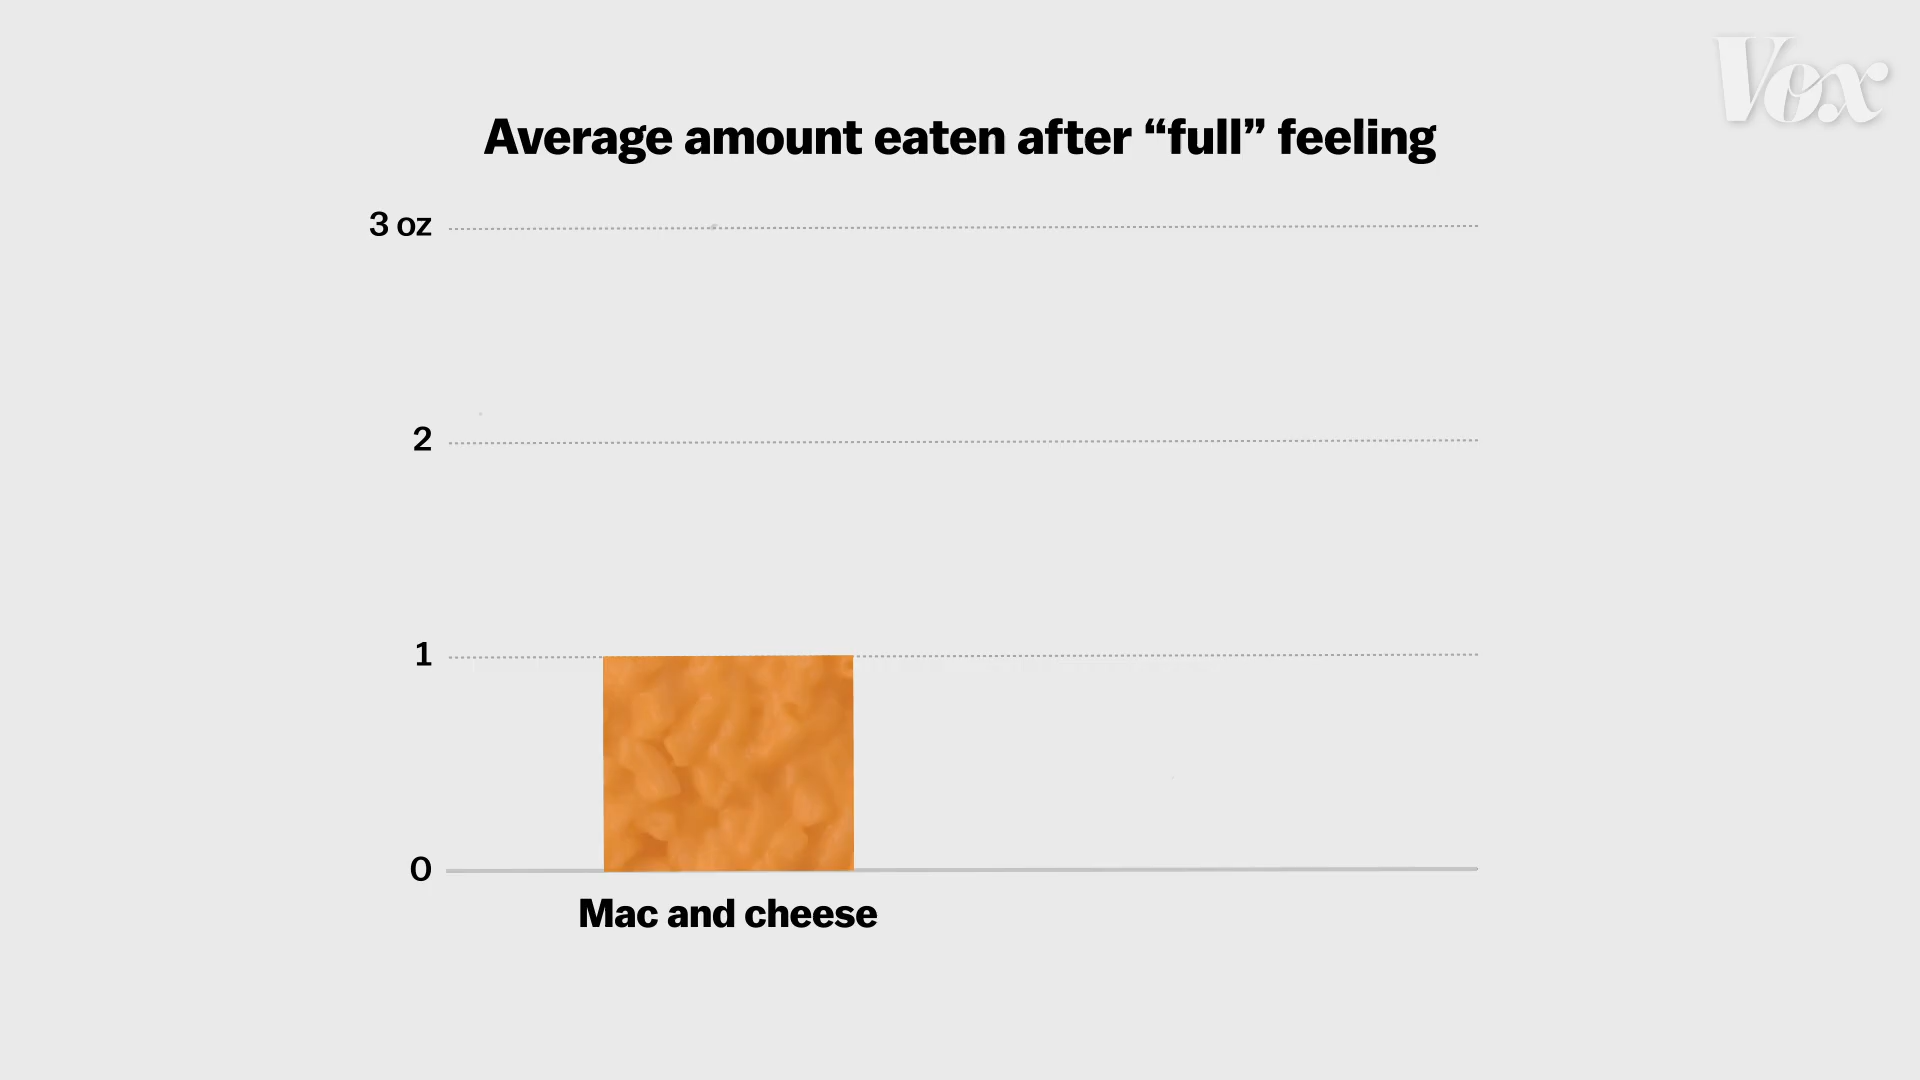 Vox
Average amount eaten after “full” feeling
3 oz
2
1
0
Mac and cheese